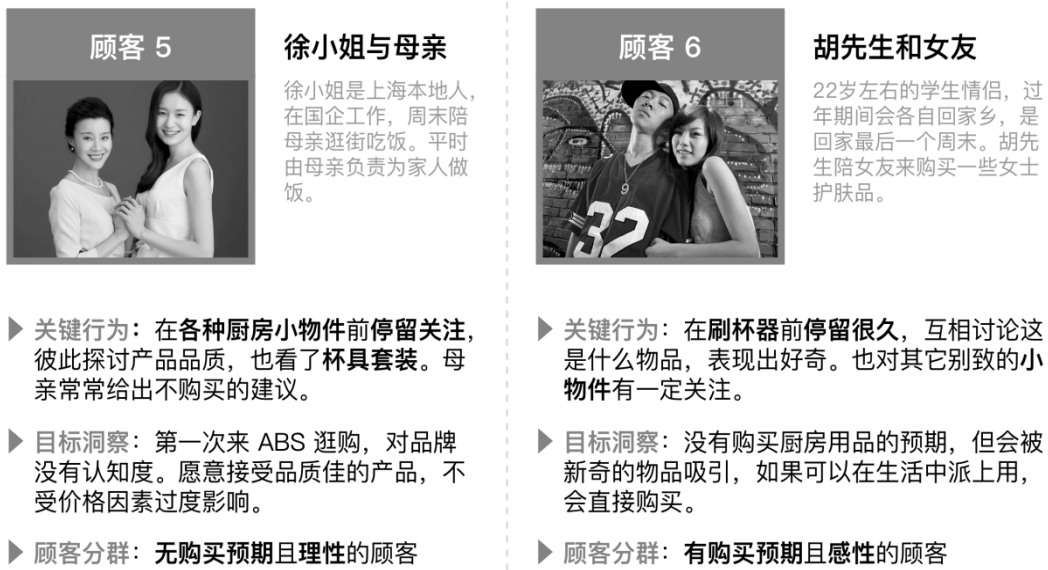 顾客 5
徐小姐与母亲
徐小姐是上海本地人，
在国企工作，周末陪
母亲逛街吃饭。平时
由母亲负责为家人做
饭。
关键行为：在各种厨房小物件前停留关注，
彼此探讨产品品质，也看了杯具套装。母
亲常常给出不购买的建议。
目标洞察：第一次来 ABS 逛购，对品牌
没有认知度。愿意接受品质佳的产品，不
受价格因素过度影响。
顾客分群：无购买预期且理性的顾客
顾客 6
胡先生和女友
22岁左右的学生情侣，过
年期间会各自回家乡，是
回家最后一个周末。胡先
生陪女友来购买一些女士
护肤品。
9
32
关键行为：在刷杯器前停留很久，互相讨论这
是什么物品，表现出好奇。也对其它别致的小
物件有一定关注。
目标洞察：没有购买厨房用品的预期，但会被
新奇的物品吸引，如果可以在生活中派上用，
会直接购买。
顾客分群：有购买预期且感性的顾客